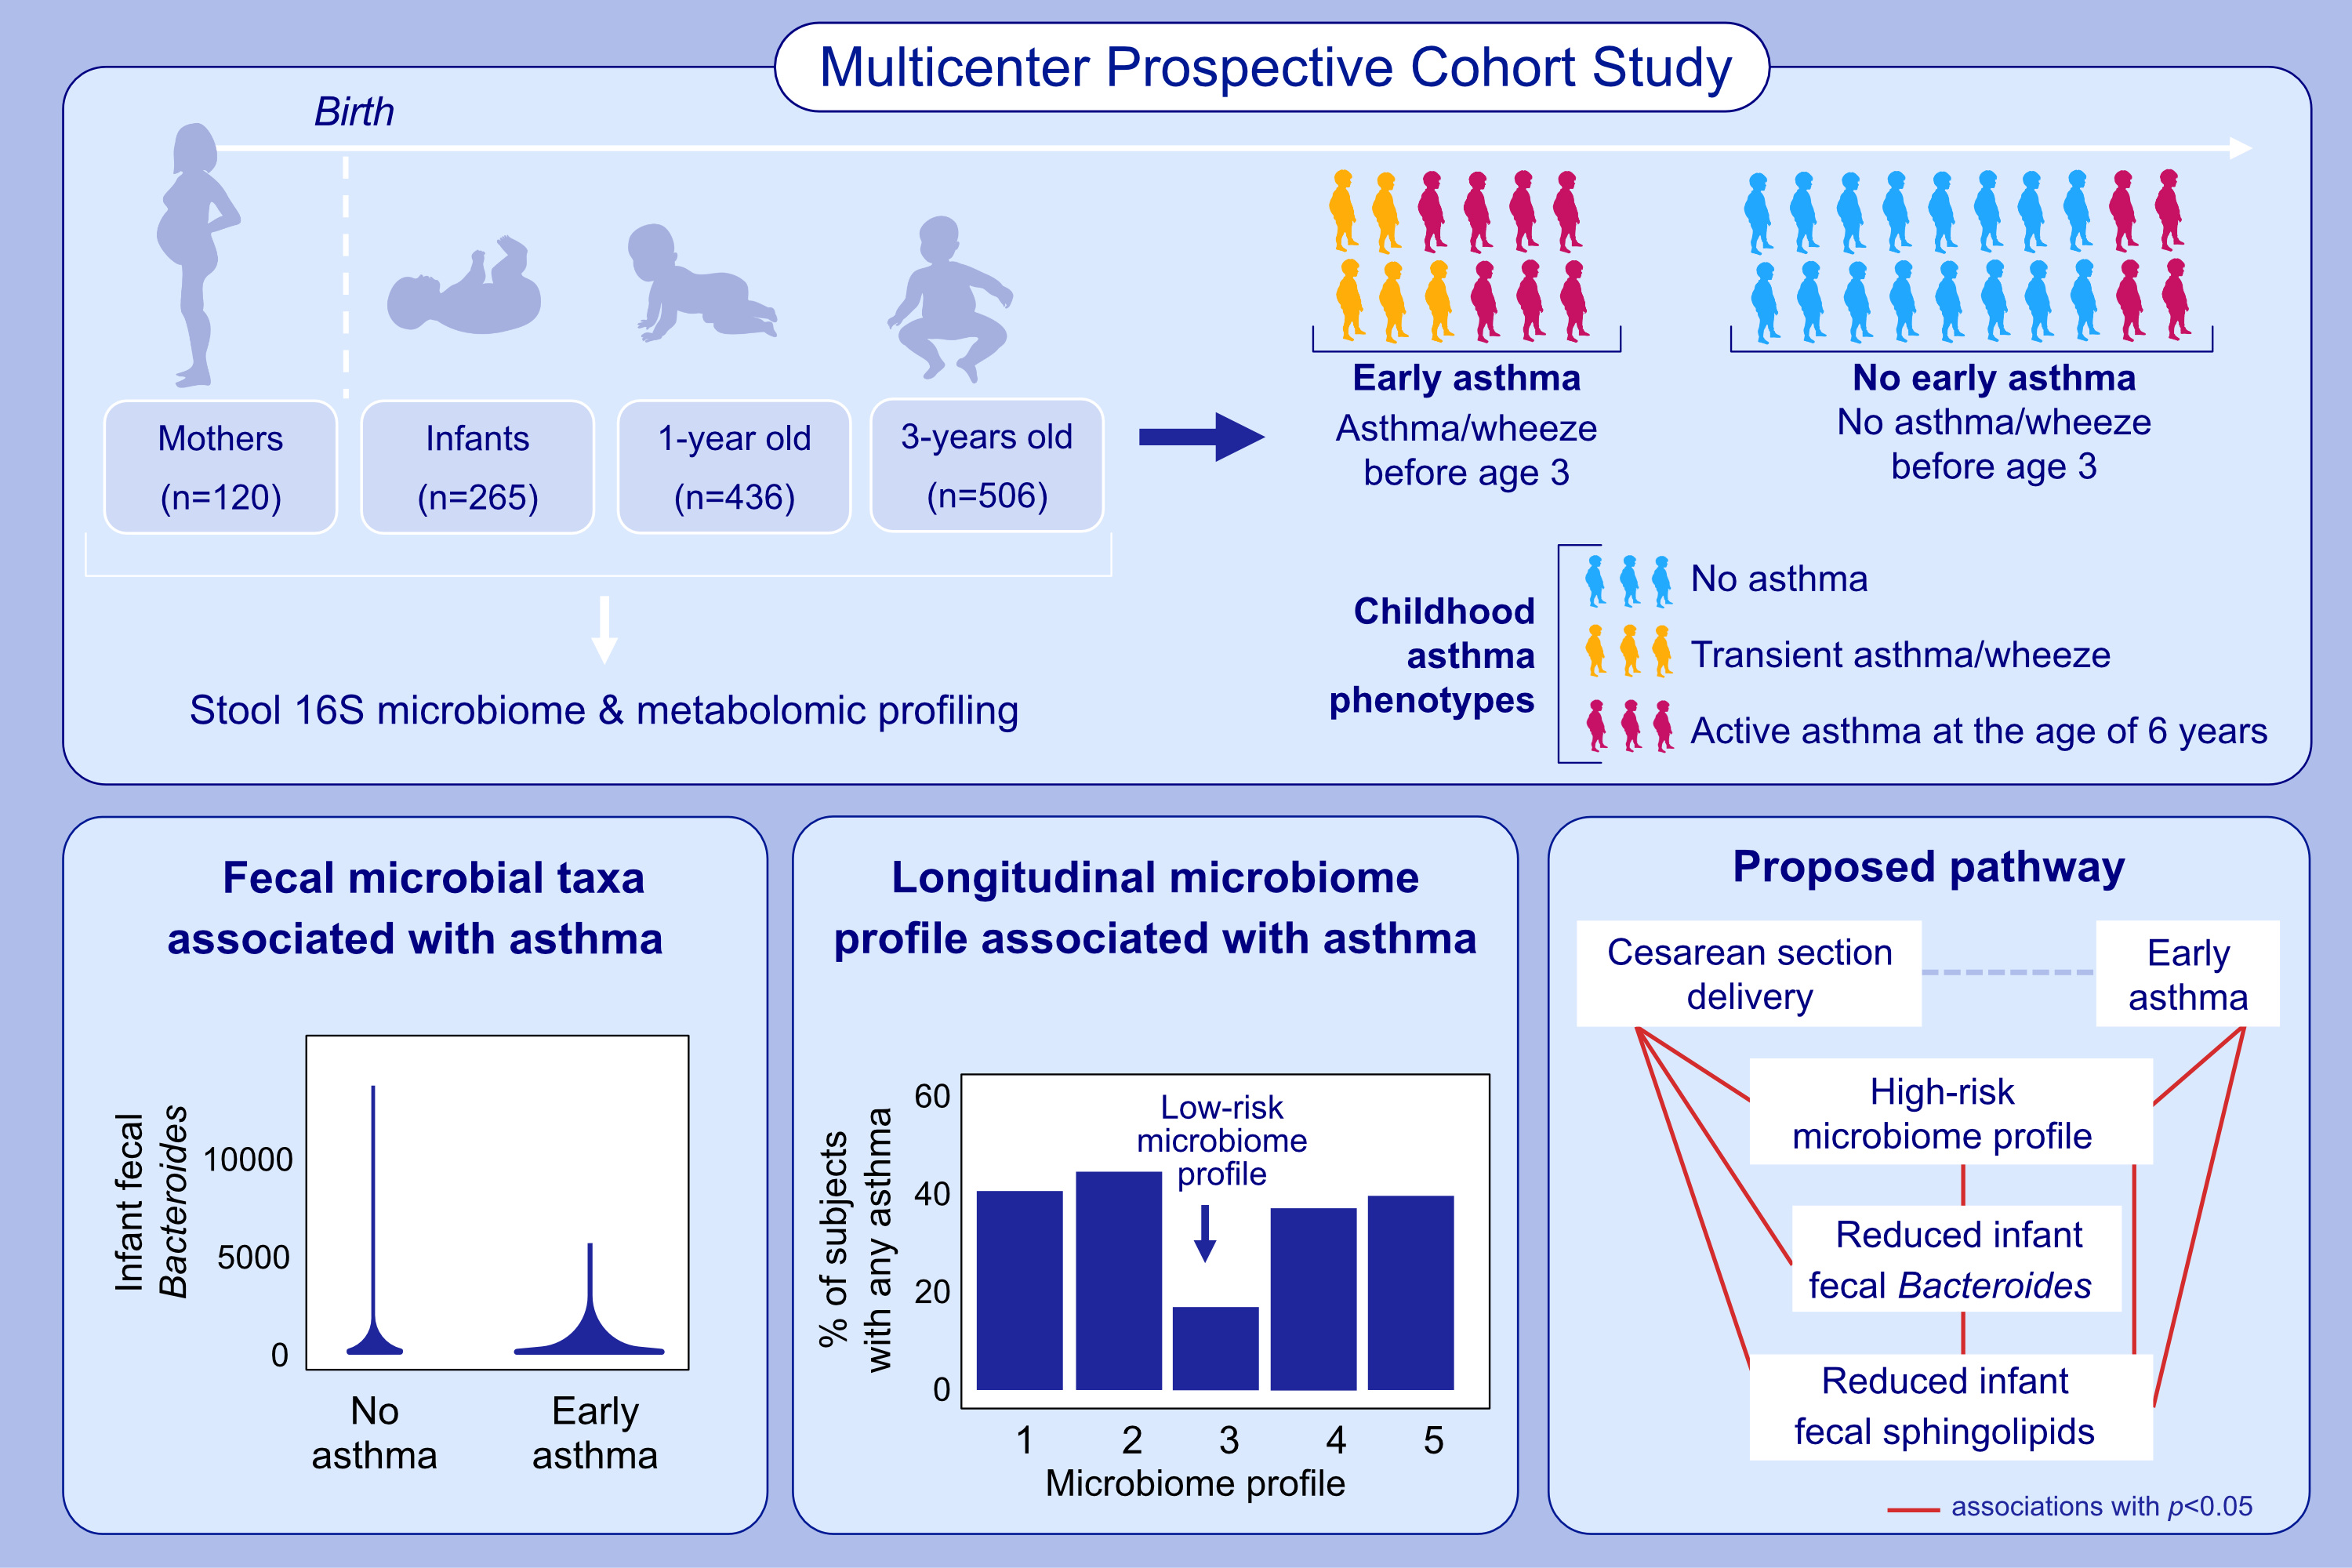 Multicenter Prospective Cohort Study
Birth
Mothers
(n=120)
Infants
(n=265)
1-year old
(n=436)
3-years old
(n=506)
Stool 16S microbiome & metabolomic profiling
Early asthma
Asthma/wheeze
before age 3
No early asthma
No asthma/wheeze
before age 3
Childhood
asthma
phenotypes
No asthma
Transient asthma/wheeze
Active asthma at the age of 6 years
Fecal microbial taxa
associated with asthma
Infant fecal
Bacteroides
10000
5000
0
No
asthma
Early
asthma
Longitudinal microbiome
profile associated with asthma
% of subjects
with any asthma
60
40
20
0
Low-risk
microbiome
profile
1 2 3 4 5
Microbiome profile
Proposed pathway
Cesarean section
delivery
Early
asthma
High-risk
microbiome profile
Reduced infant
fecal Bacteroides
Reduced infant
fecal sphingolipids
associations with p<0.05